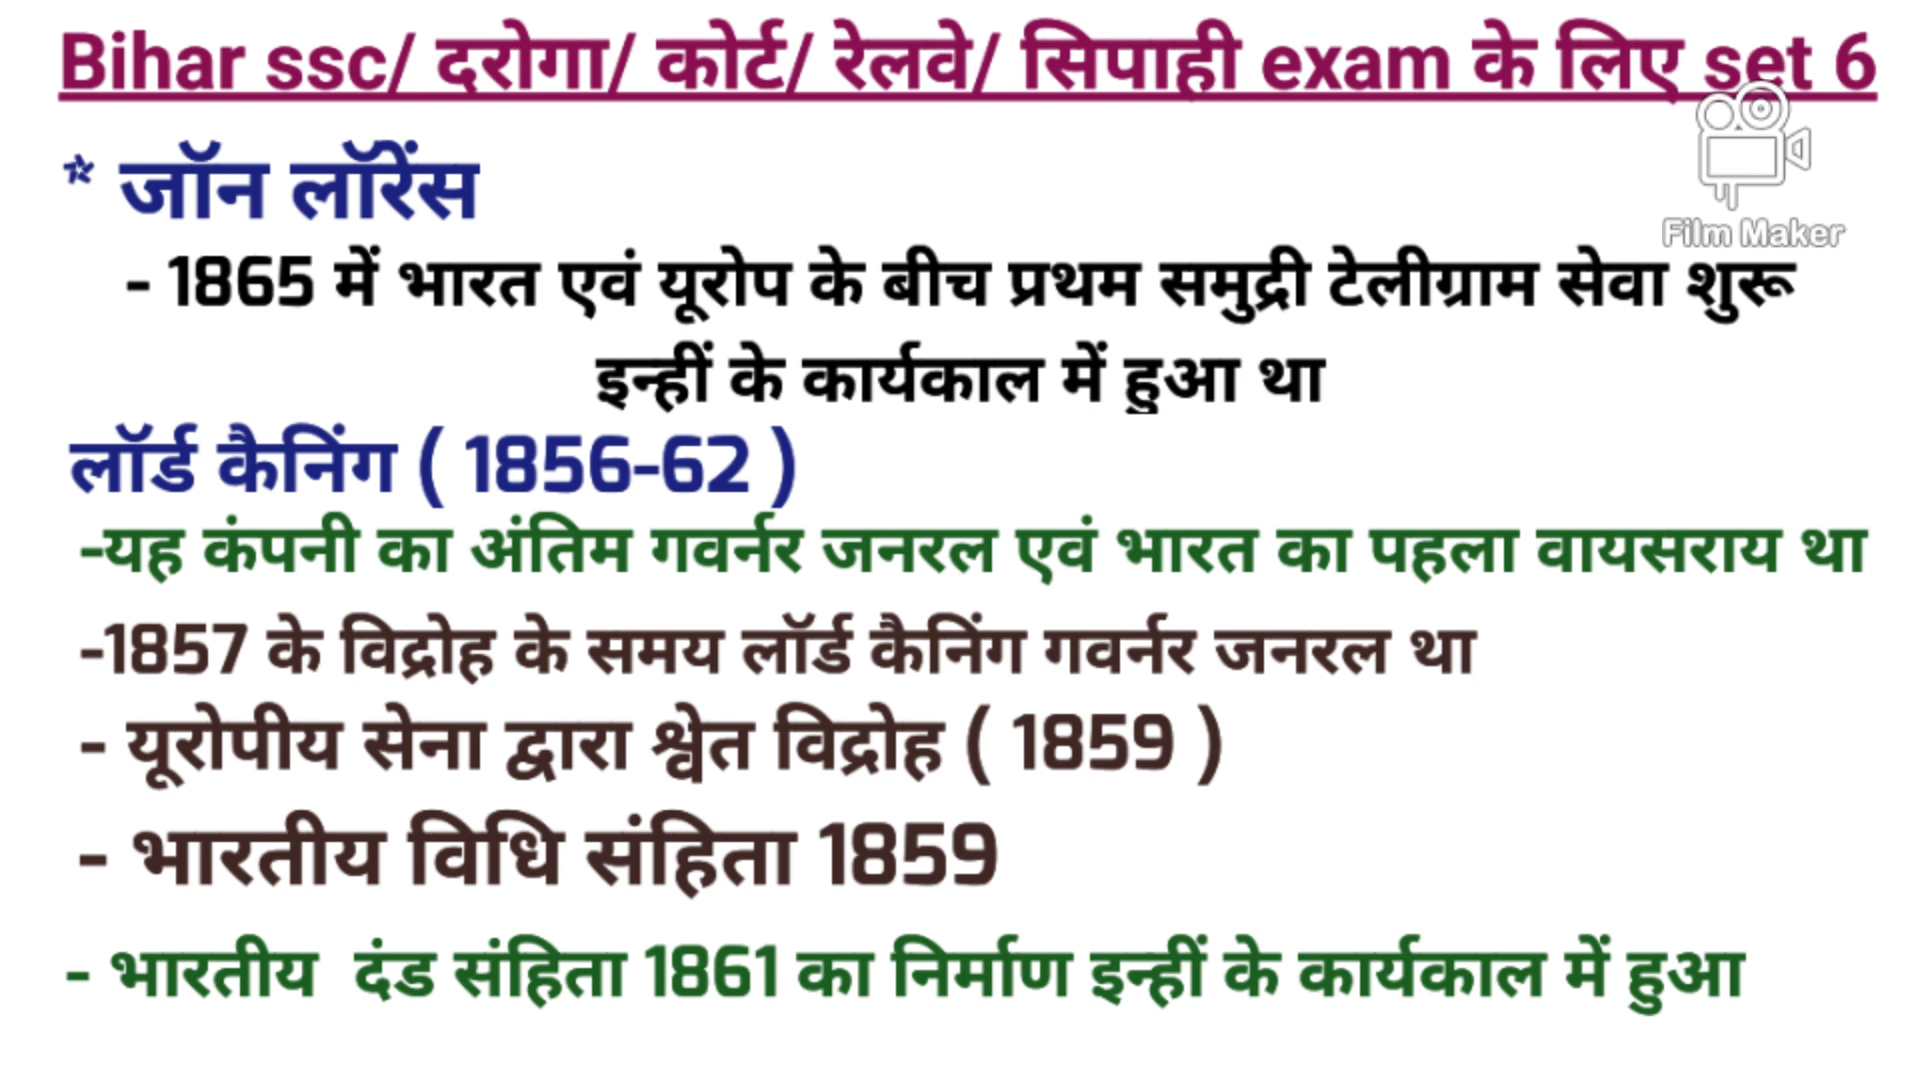 Bihar ssc/ दरोगा/ कोर्ट/ रेलवे/ सिपाही exam के लिए set 6
Film Maker
* जॉन लॉरेंस
- 1865 में भारत एवं यूरोप के बीच प्रथम समुद्री टेलीग्राम सेवा शुरू
इन्हीं के कार्यकाल में हुआ था
लॉर्ड कैनिंग ( 1856-62 )
-यह कंपनी का अंतिम गवर्नर जनरल एवं भारत का पहला वायसराय था
-1857 के विद्रोह के समय लॉर्ड कैनिंग गवर्नर जनरल था
- यूरोपीय सेना द्वारा श्वेत विद्रोह ( 1859 )
- भारतीय विधि संहिता 1859
- भारतीय दंड संहिता 1861 का निर्माण इन्हीं के कार्यकाल में हुआ